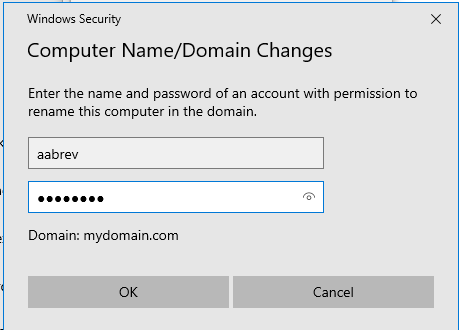 Windows Security
Computer Name/Domain Changes
Enter the name and password of an account with permission to
rename this computer in the domain.
aabrev
●●●●●●●●
Domain: mydomain.com
OK
Cancel